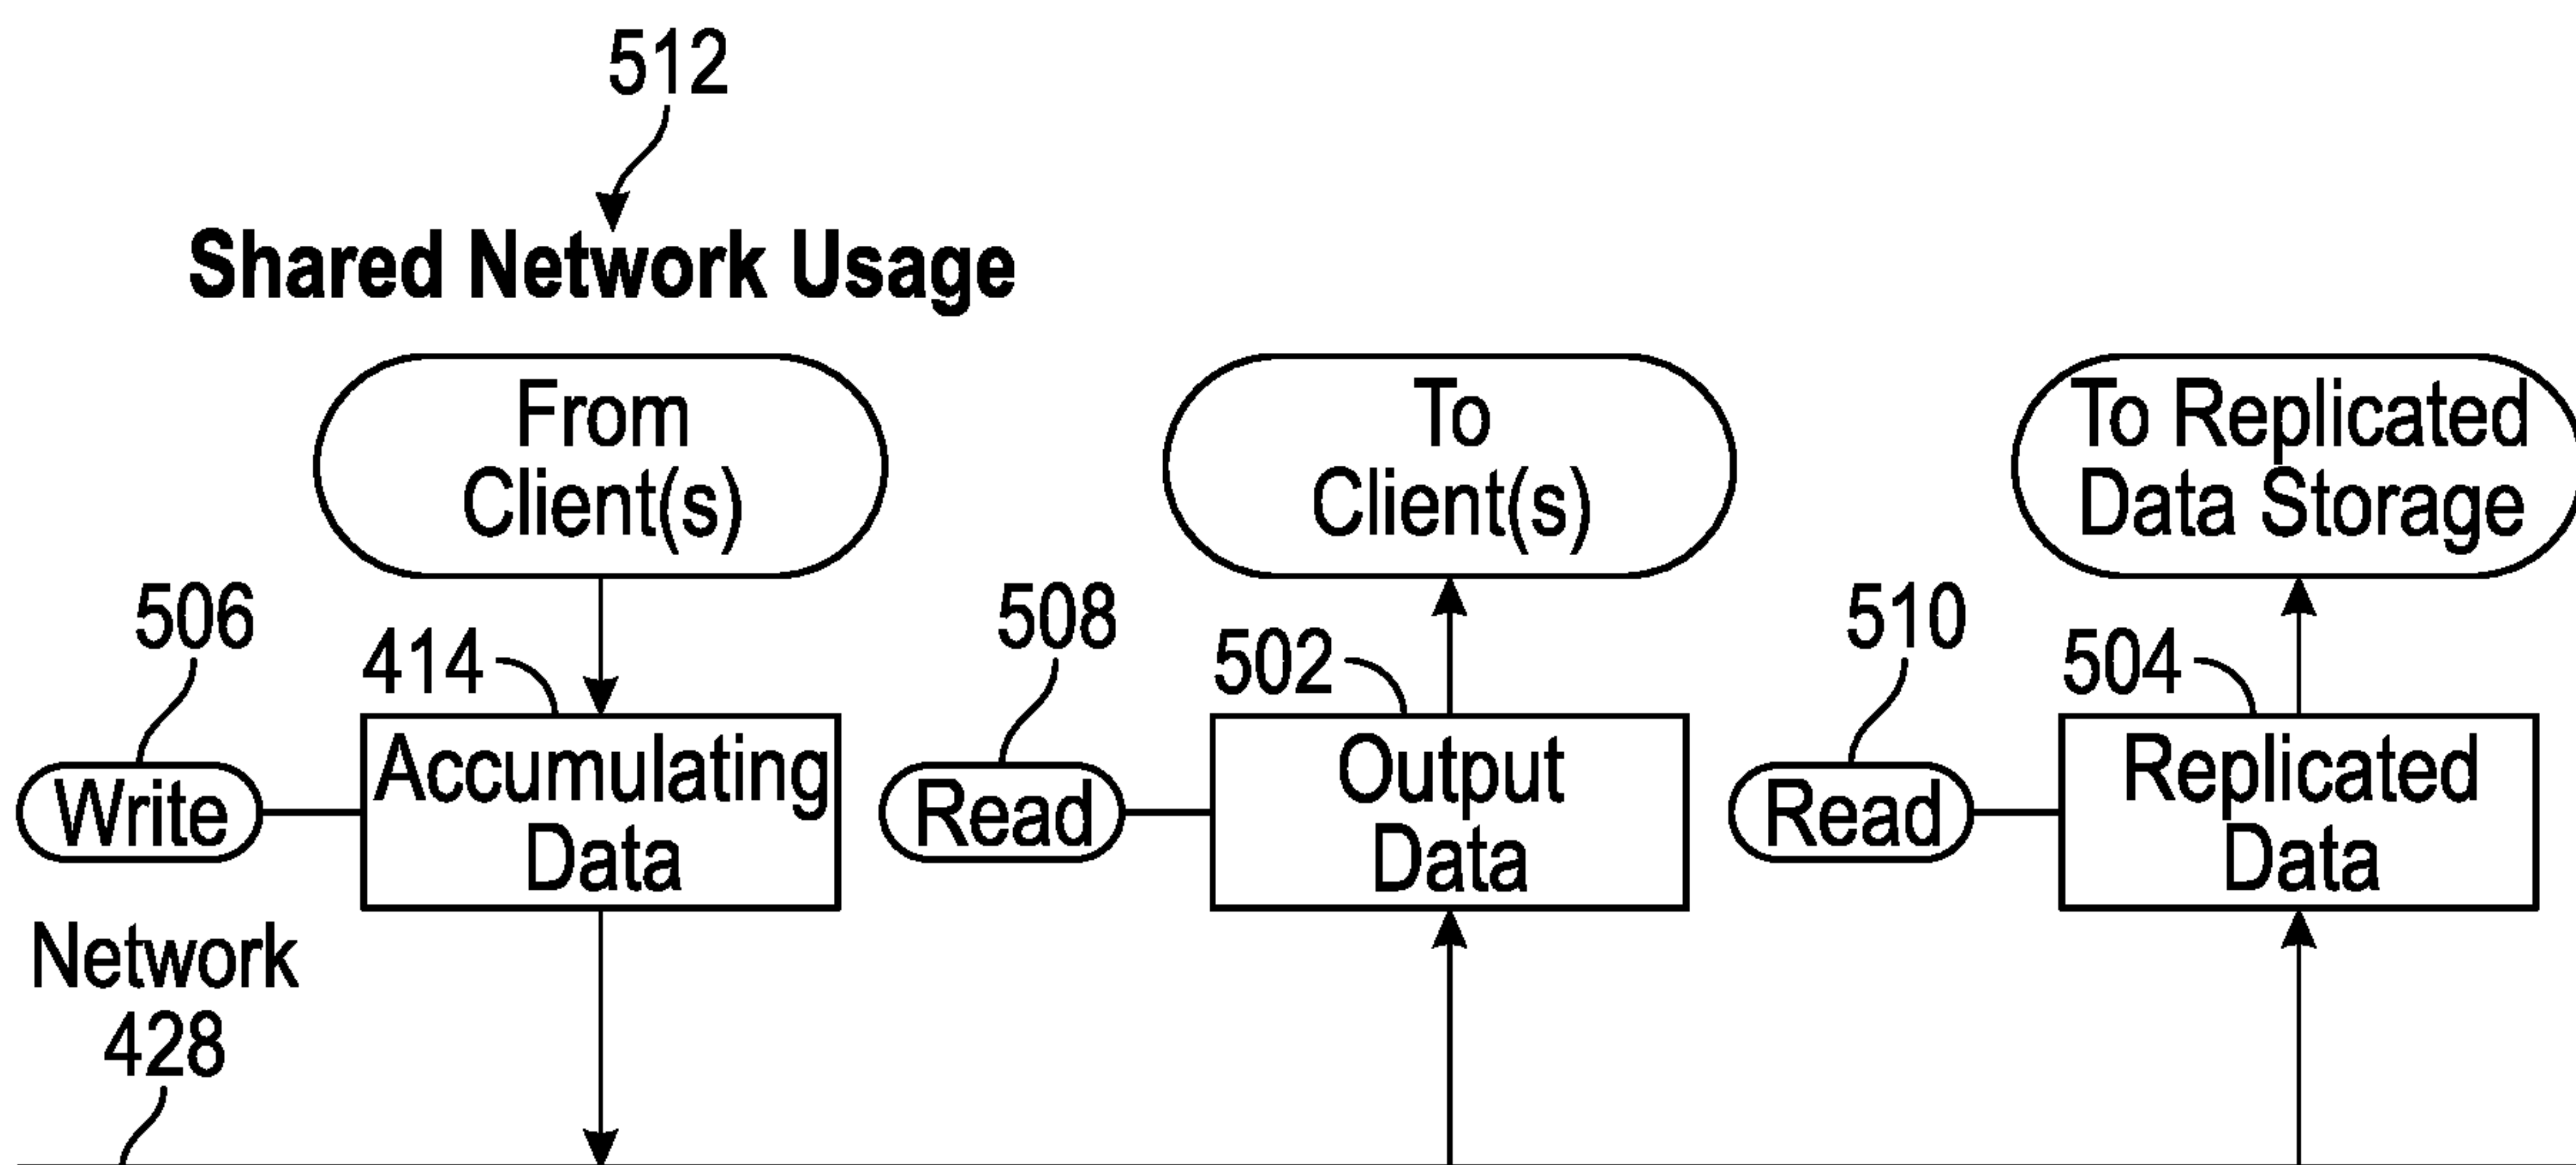 512
Shared Network Usage
From
Client(s)
To
Client(s)
To Replicated
Data Storage
506
414
508
502
510
504
Write
Accumulating
Data
Read
Output
Data
Read
Replicated
Data
Network
428